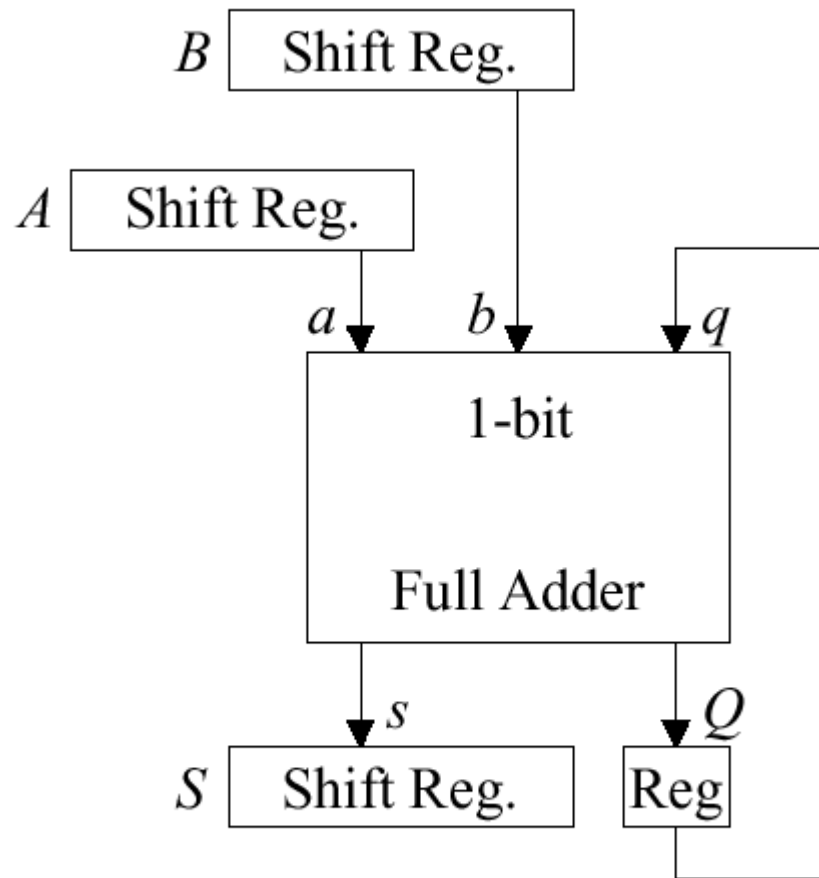 B Shift Reg.
A Shift Reg.
a b q
1-bit
Full Adder
s Q
S Shift Reg. Reg